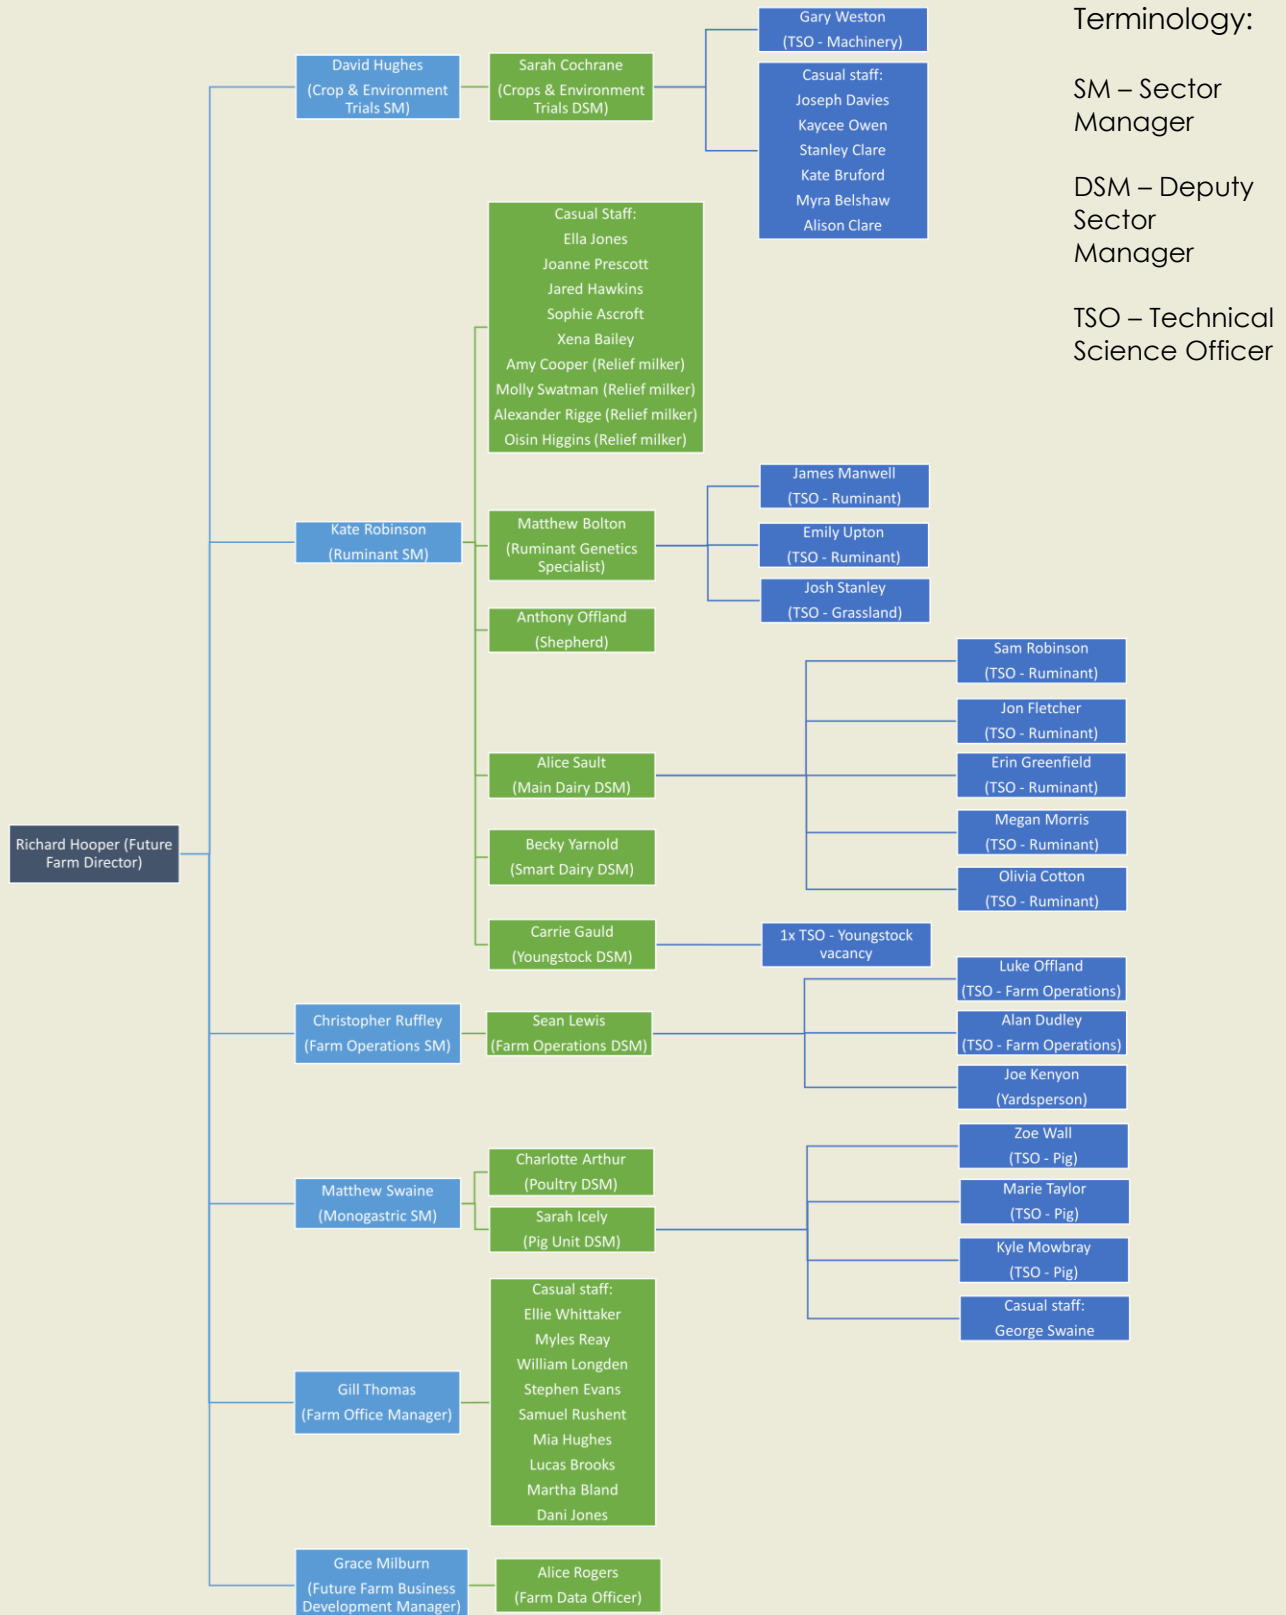 Terminology:
SM – Sector
Manager
DSM – Deputy
Sector
Manager
TSO – Technical
Science Officer
Richard Hooper (Future
Farm Director)
David Hughes
(Crop & Environment
Trials SM)
Sarah Cochrane
(Crops & Environment
Trials DSM)
Gary Weston
(TSO - Machinery)
Casual staff:
Joseph Davies
Kaycee Owen
Stanley Clare
Kate Bruford
Myra Belshaw
Alison Clare
Kate Robinson
(Ruminant SM)
Casual Staff:
Ella Jones
Joanne Prescott
Jared Hawkins
Sophie Ascroft
Xena Bailey
Amy Cooper (Relief milker)
Molly Swatman (Relief milker)
Alexander Rigge (Relief milker)
Oisin Higgins (Relief milker)
Matthew Bolton
(Ruminant Genetics
Specialist)
James Manwell
(TSO - Ruminant)
Emily Upton
(TSO - Ruminant)
Josh Stanley
(TSO - Grassland)
Anthony Offland
(Shepherd)
Alice Sault
(Main Dairy DSM)
Sam Robinson
(TSO - Ruminant)
Jon Fletcher
(TSO - Ruminant)
Erin Greenfield
(TSO - Ruminant)
Megan Morris
(TSO - Ruminant)
Olivia Cotton
(TSO - Ruminant)
Becky Yarnold
(Smart Dairy DSM)
Carrie Gauld
(Youngstock DSM)
1x TSO - Youngstock
vacancy
Christopher Ruffley
(Farm Operations SM)
Sean Lewis
(Farm Operations DSM)
Luke Offland
(TSO - Farm Operations)
Alan Dudley
(TSO - Farm Operations)
Joe Kenyon
(Yardsperson)
Matthew Swaine
(Monogastric SM)
Charlotte Arthur
(Poultry DSM)
Sarah Icely
(Pig Unit DSM)
Zoe Wall
(TSO - Pig)
Marie Taylor
(TSO - Pig)
Kyle Mowbray
(TSO - Pig)
Casual staff:
George Swaine
Gill Thomas
(Farm Office Manager)
Casual staff:
Ellie Whittaker
Myles Reay
William Longden
Stephen Evans
Samuel Rushent
Mia Hughes
Lucas Brooks
Martha Bland
Dani Jones
Grace Milburn
(Future Farm Business
Development Manager)
Alice Rogers
(Farm Data Officer)